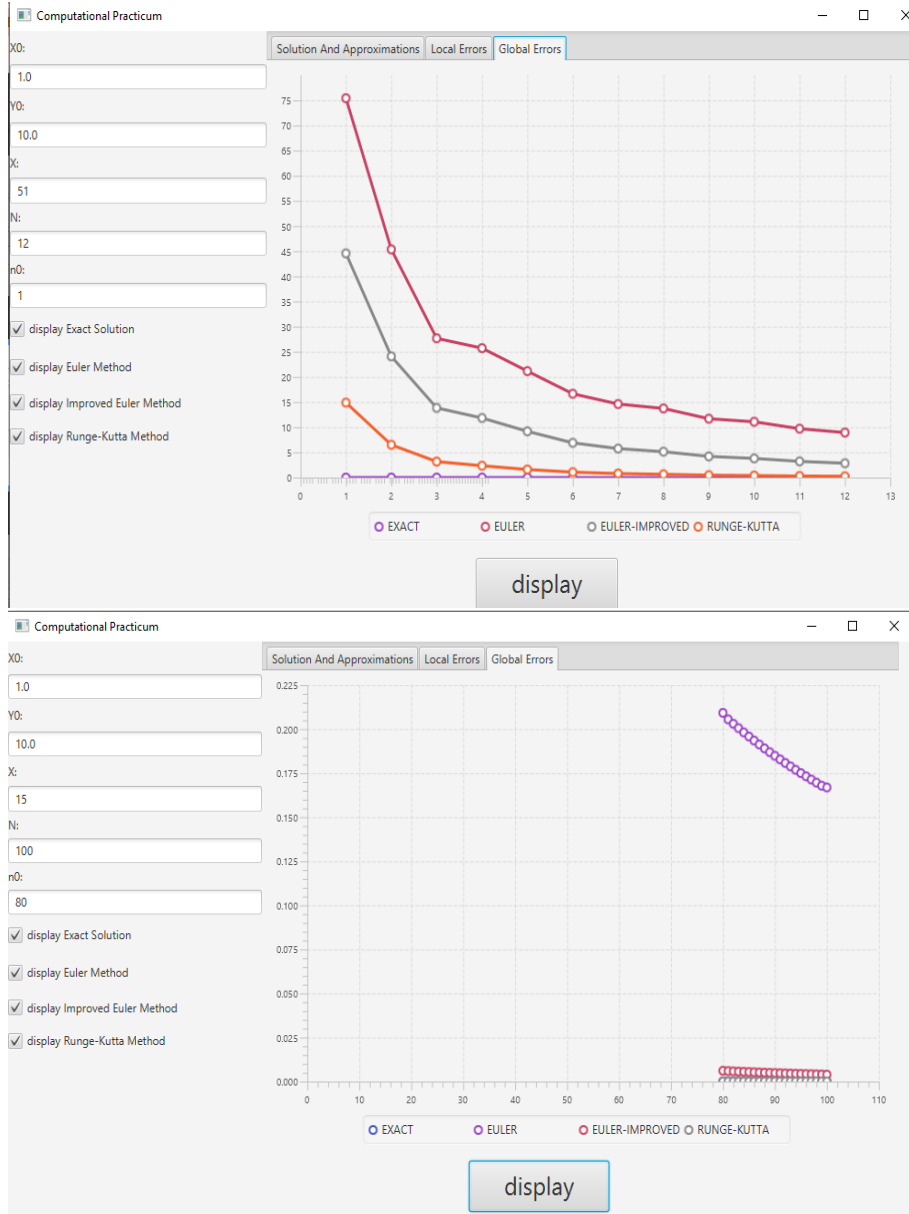 Computational Practicum
X0:
1.0
Y0:
10.0
X:
51
N:
12
n0:
1
display Exact Solution
display Euler Method
display Improved Euler Method
display Runge-Kutta Method
Solution And Approximations Local Errors Global Errors
75
70
65
60
55
50
45
40
35
30
25
20
15
10
5
0
0 1 2 3 4 5 6 7 8 9 10 11 12 13
EXACT EULER EULER-IMPROVED RUNGE-KUTTA
display
Computational Practicum
X0:
1.0
Y0:
10.0
X:
15
N:
100
n0:
80
display Exact Solution
display Euler Method
display Improved Euler Method
display Runge-Kutta Method
Solution And Approximations Local Errors Global Errors
0.225
0.200
0.175
0.150
0.125
0.100
0.075
0.050
0.025
0.000
0 10 20 30 40 50 60 70 80 90 100 110
EXACT EULER EULER-IMPROVED RUNGE-KUTTA
display